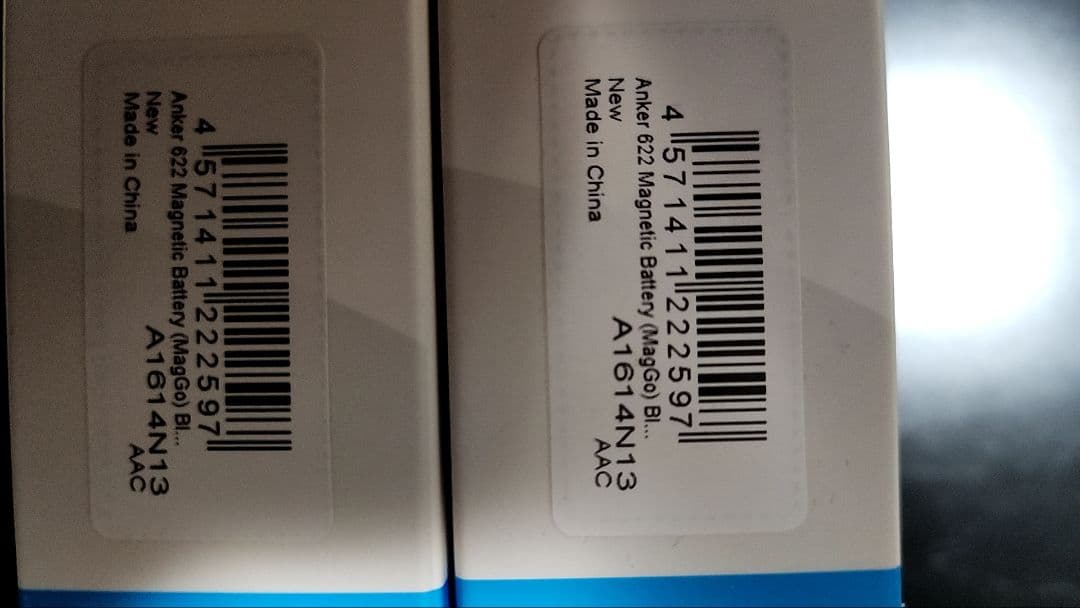 4 571411 222597
Anker 622 Magnetic Battery (MagGo) Bl...
New
A1614N13
Made in China
AAC
4 571411 222597
Anker 622 Magnetic Battery (MagGo) Bl...
New
A1614N13
Made in China
AAC